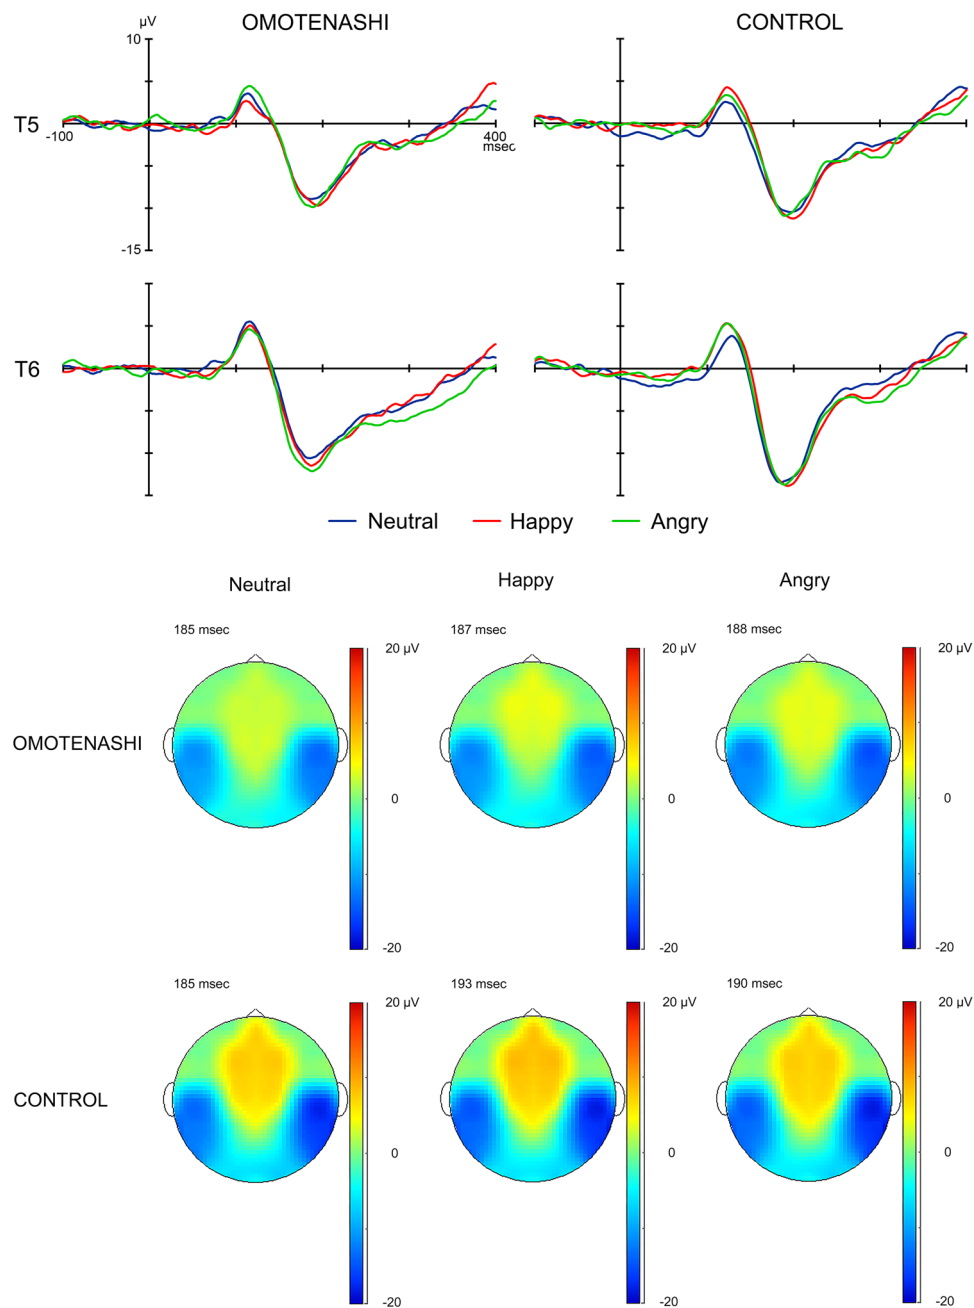 OMOTENASHI CONTROL
µV
10
T5
-100
400
msec
-15
T6
Neutral Happy Angry
Neutral Happy Angry
185 msec 187 msec 188 msec
20 µV 20 µV 20 µV
OMOTENASHI
0 0 0
-20 -20 -20
185 msec 193 msec 190 msec
20 µV 20 µV 20 µV
CONTROL
0 0 0
-20 -20 -20